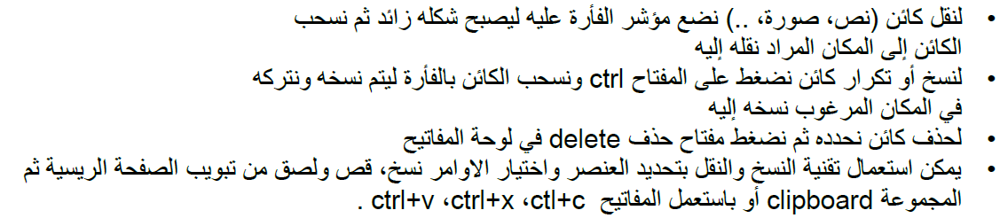 • لنقل كائن (نص، صورة، ..) نضع مؤشر الفأرة عليه ليصبح شكله زائد ثم نسحب
الكائن إلى المكان المراد نقله إليه
• لنسخ أو تكرار كائن نضغط على المفتاح ctrl ونسحب الكائن بالفأرة ليتم نسخه ونتركه
في المكان المرغوب نسخه إليه
• لحذف كائن نحدده ثم نضغط مفتاح حذف delete في لوحة المفاتيح
• يمكن استعمال تقنية النسخ والنقل بتحديد العنصر واختيار الاوامر نسخ، قص ولصق من تبويب الصفحة الريسية ثم
المجموعة clipboard أو باستعمل المفاتيح ctl+c، ctrl+x، ctrl+v .